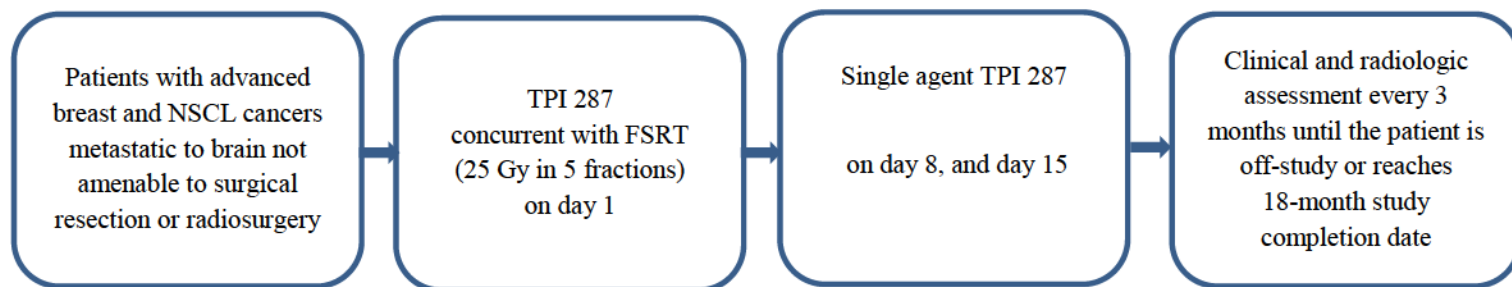 Patients with advanced
breast and NSCL cancers
metastatic to brain not
amenable to surgical
resection or radiosurgery
TPI 287
concurrent with FSRT
(25 Gy in 5 fractions)
on day 1
Single agent TPI 287
on day 8, and day 15
Clinical and radiologic
assessment every 3
months until the patient is
off-study or reaches
18-month study
completion date